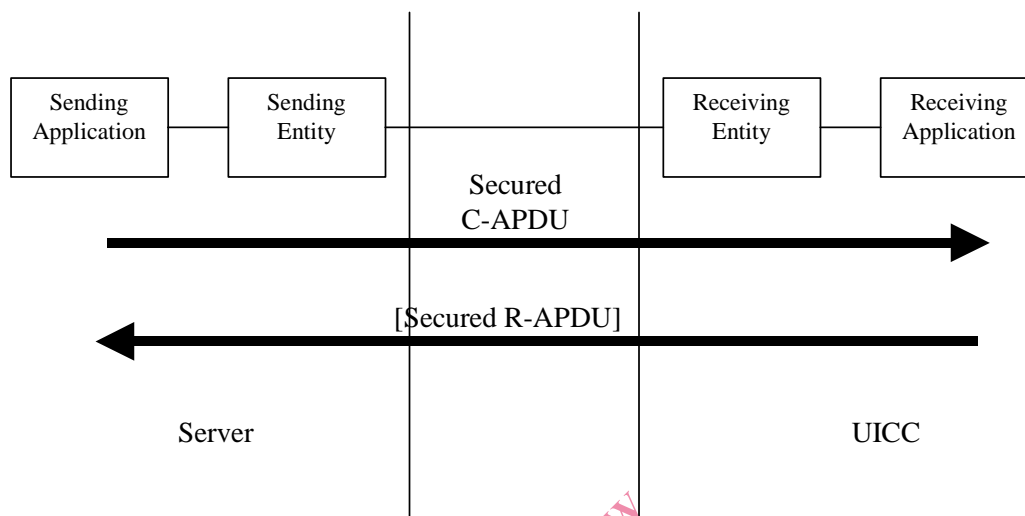 Sending
Application
Sending
Entity
Receiving
Entity
Receiving
Application
Secured
C-APDU
[Secured R-APDU]
Server
UICC